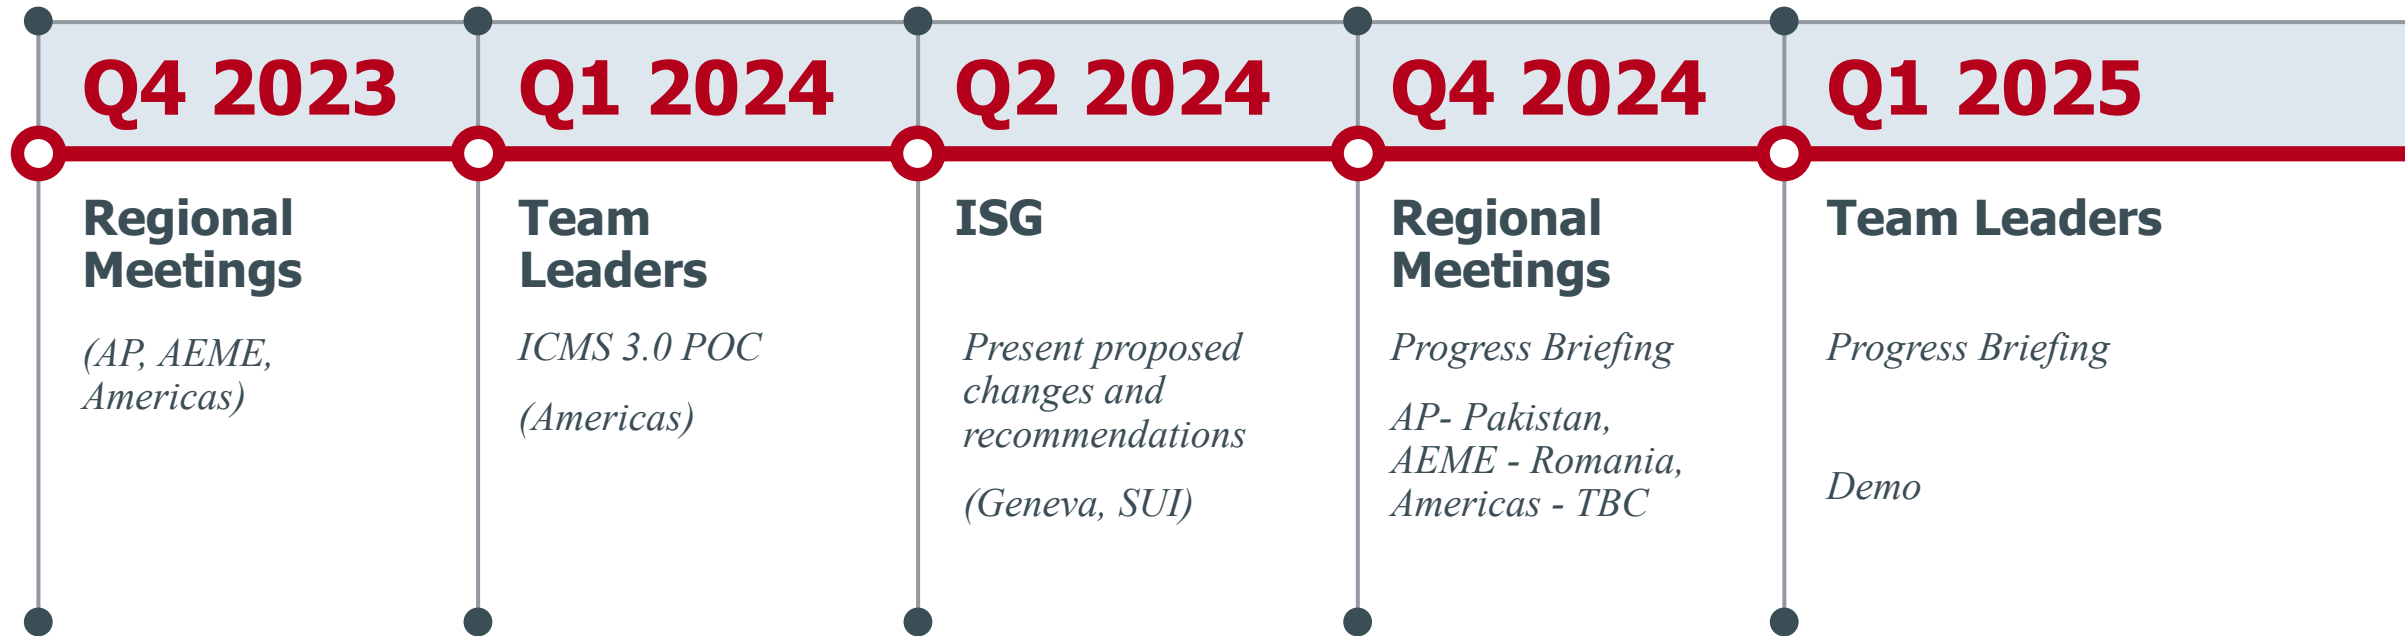 Q4 2023
Regional
Meetings
(AP, AEME,
Americas)
Q1 2024
Team
Leaders
ICMS 3.0 POC
(Americas)
Q2 2024
ISG
Present proposed
changes and
recommendations
(Geneva, SUI)
Q4 2024
Regional
Meetings
Progress Briefing
AP- Pakistan,
AEME - Romania,
Americas - TBC
Q1 2025
Team Leaders
Progress Briefing
Demo